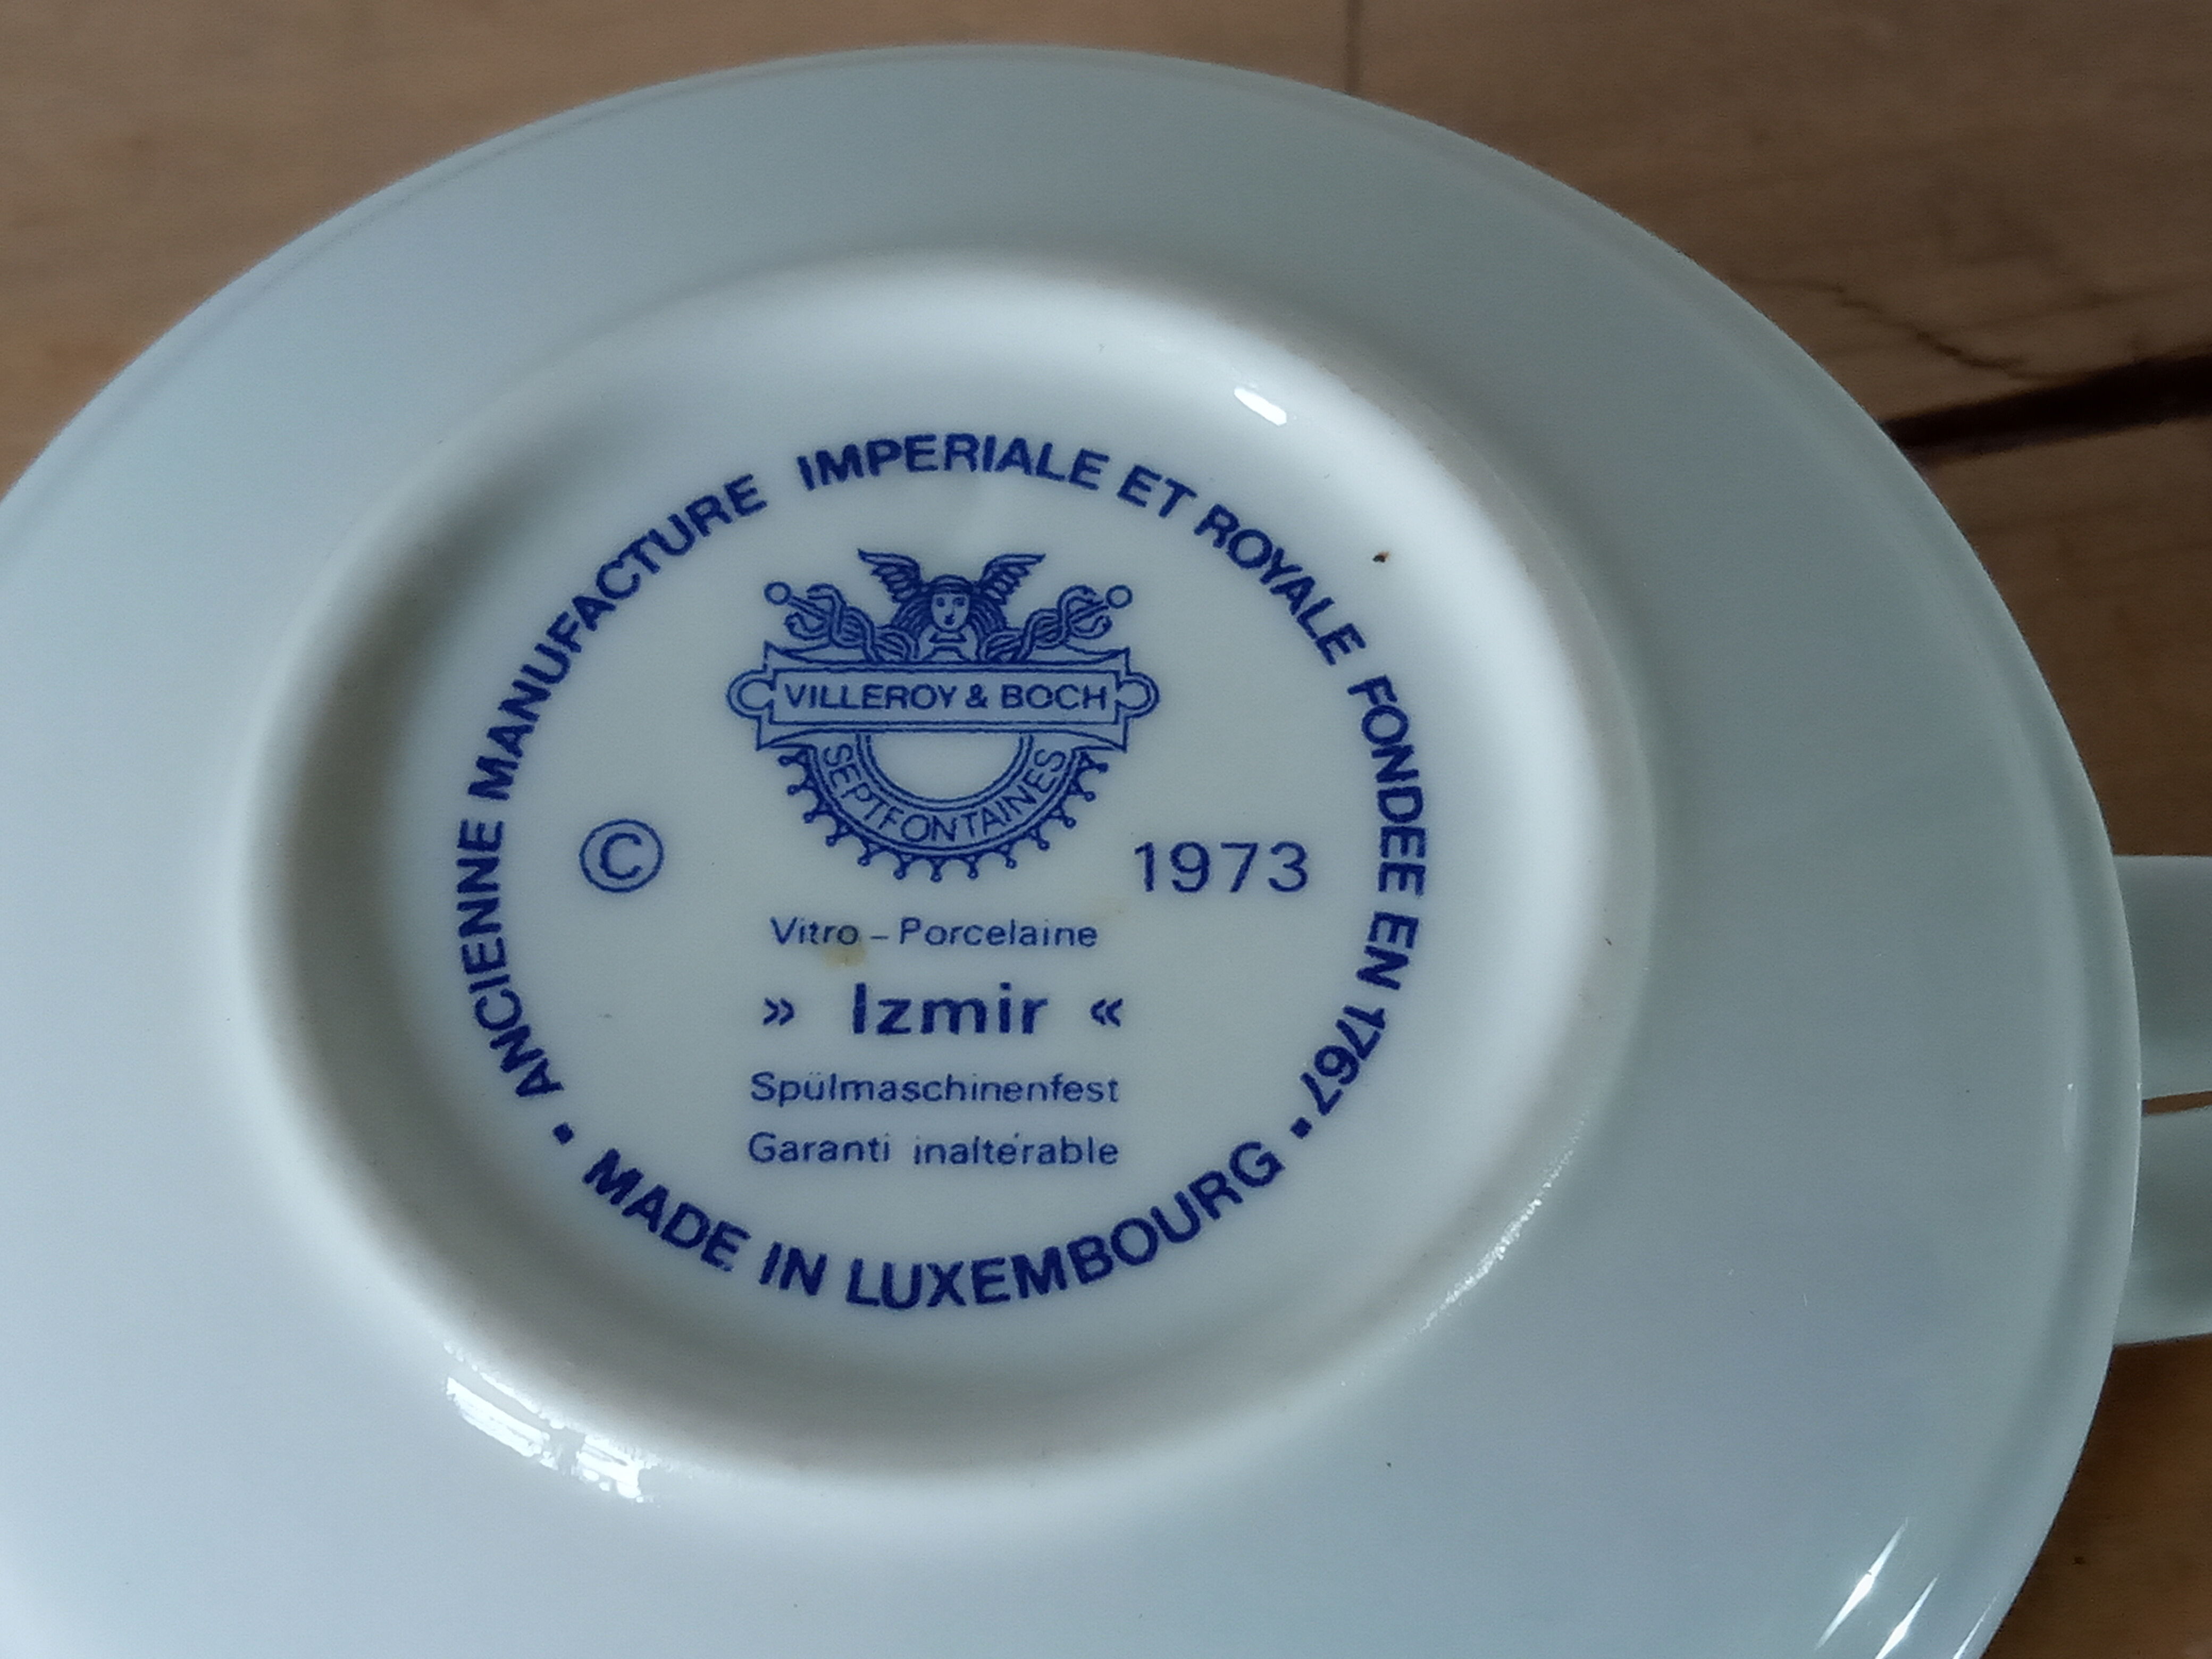 ANCIENNE MANUFACTURE IMPERIALE ET ROYALE FONDEE EN 1767
VILLEROY & BOCH
SEPTFONTAINES
© 1973
Vitro – Porcelaine
» Izmir «
Spülmaschinenfest
Garanti inaltérable
• MADE IN LUXEMBOURG •